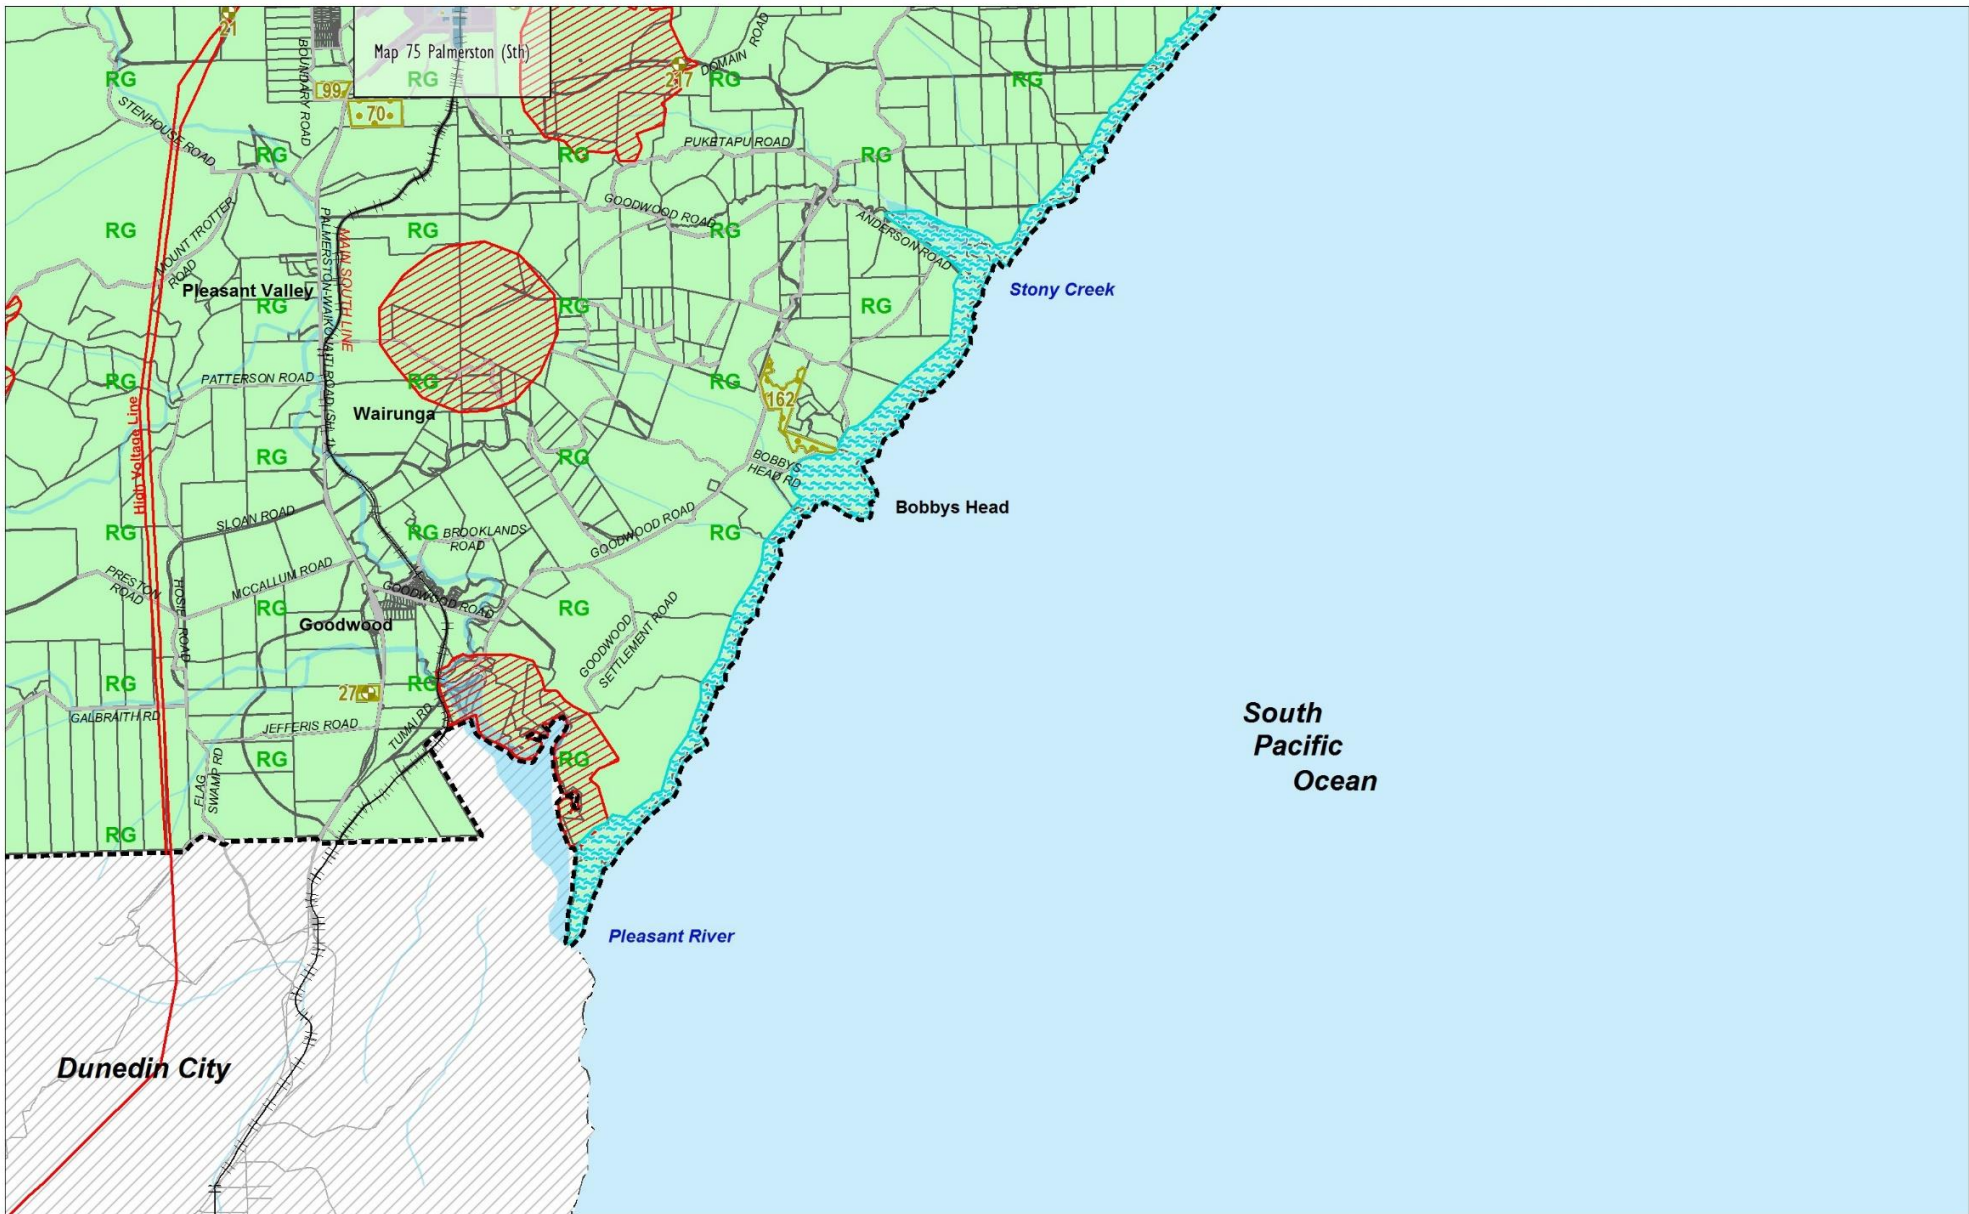 21
Map 75 Palmerston (Sth)
RG
RG
217
DOMAIN ROAD
RG
RG
BOUNDARY ROAD
99
70
STENHOUSE ROAD
RG
RG
PUKETAPU ROAD
RG
MOUNT TROTTER
ROAD
GOODWOOD ROAD
ANDERSON ROAD
RG
RG
RG
PALMERSTON-WAIKOUAITI ROAD (SH 1)
MAIN SOUTH LINE
Pleasant Valley
RG
RG
RG
Stony Creek
RG
PATTERSON ROAD
RG
RG
162
Wairunga
High Voltage Line
RG
RG
BOBBYS
HEAD RD
Bobbys Head
SLOAN ROAD
RG
RG
BROOKLANDS
ROAD
GOODWOOD ROAD
RG
PRESTON
ROAD
HOSIE ROAD
MCCALLUM ROAD
RG
GOODWOOD ROAD
RG
Goodwood
GOODWOOD
SETTLEMENT ROAD
RG
27
RG
GALBRAITH RD
JEFFERIS ROAD
TUMAI RD
South
Pacific
Ocean
FLAG
SWAMP RD
RG
RG
RG
Pleasant River
Dunedin City